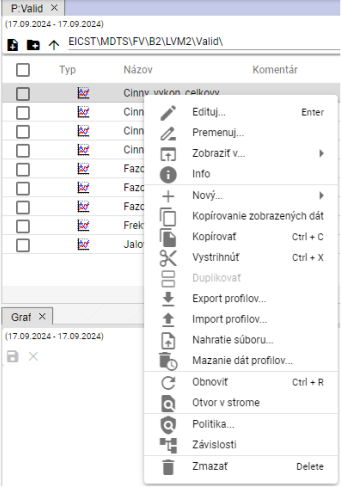 P:Valid ×
(17.09.2024 - 17.09.2024)
EICST\MDTS\FV\B2\LVM2\Valid\
Typ Názov Komentár
Cinny_vykon_celkovy
Cinn
Cinn
Cinn
Fazo
Fazo
Fazo
Frek
Jalo
Edituj... Enter
Premenuj...
Zobraziť v...
Info
Nový...
Kopírovanie zobrazených dát
Kopírovať Ctrl + C
Vystrihnúť Ctrl + X
Duplikovať
Export profilov...
Import profilov...
Nahratie súboru...
Mazanie dát profilov...
Obnoviť Ctrl + R
Otvor v strome
Politika...
Závislosti
Zmazať Delete
Graf ×
(17.09.2024 - 17.09.2024)